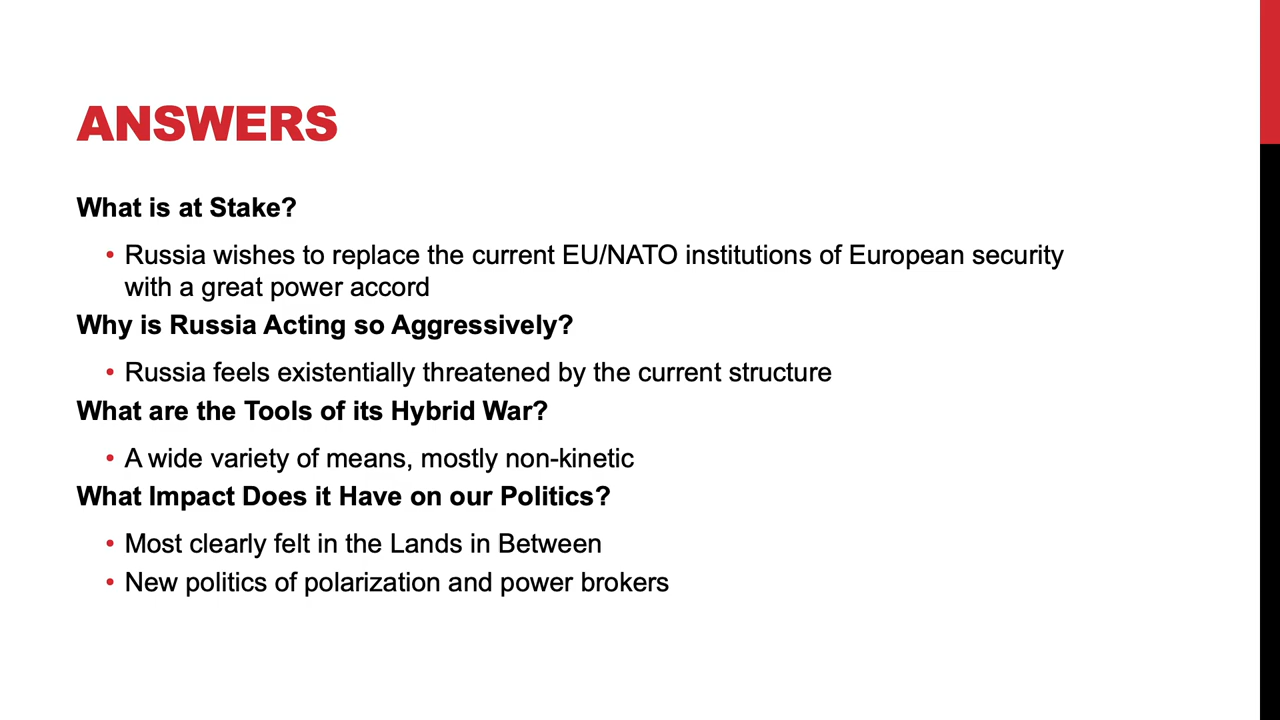 ANSWERS
What is at Stake?
• Russia wishes to replace the current EU/NATO institutions of European security
with a great power accord
Why is Russia Acting so Aggressively?
• Russia feels existentially threatened by the current structure
What are the Tools of its Hybrid War?
• A wide variety of means, mostly non-kinetic
What Impact Does it Have on our Politics?
• Most clearly felt in the Lands in Between
• New politics of polarization and power brokers